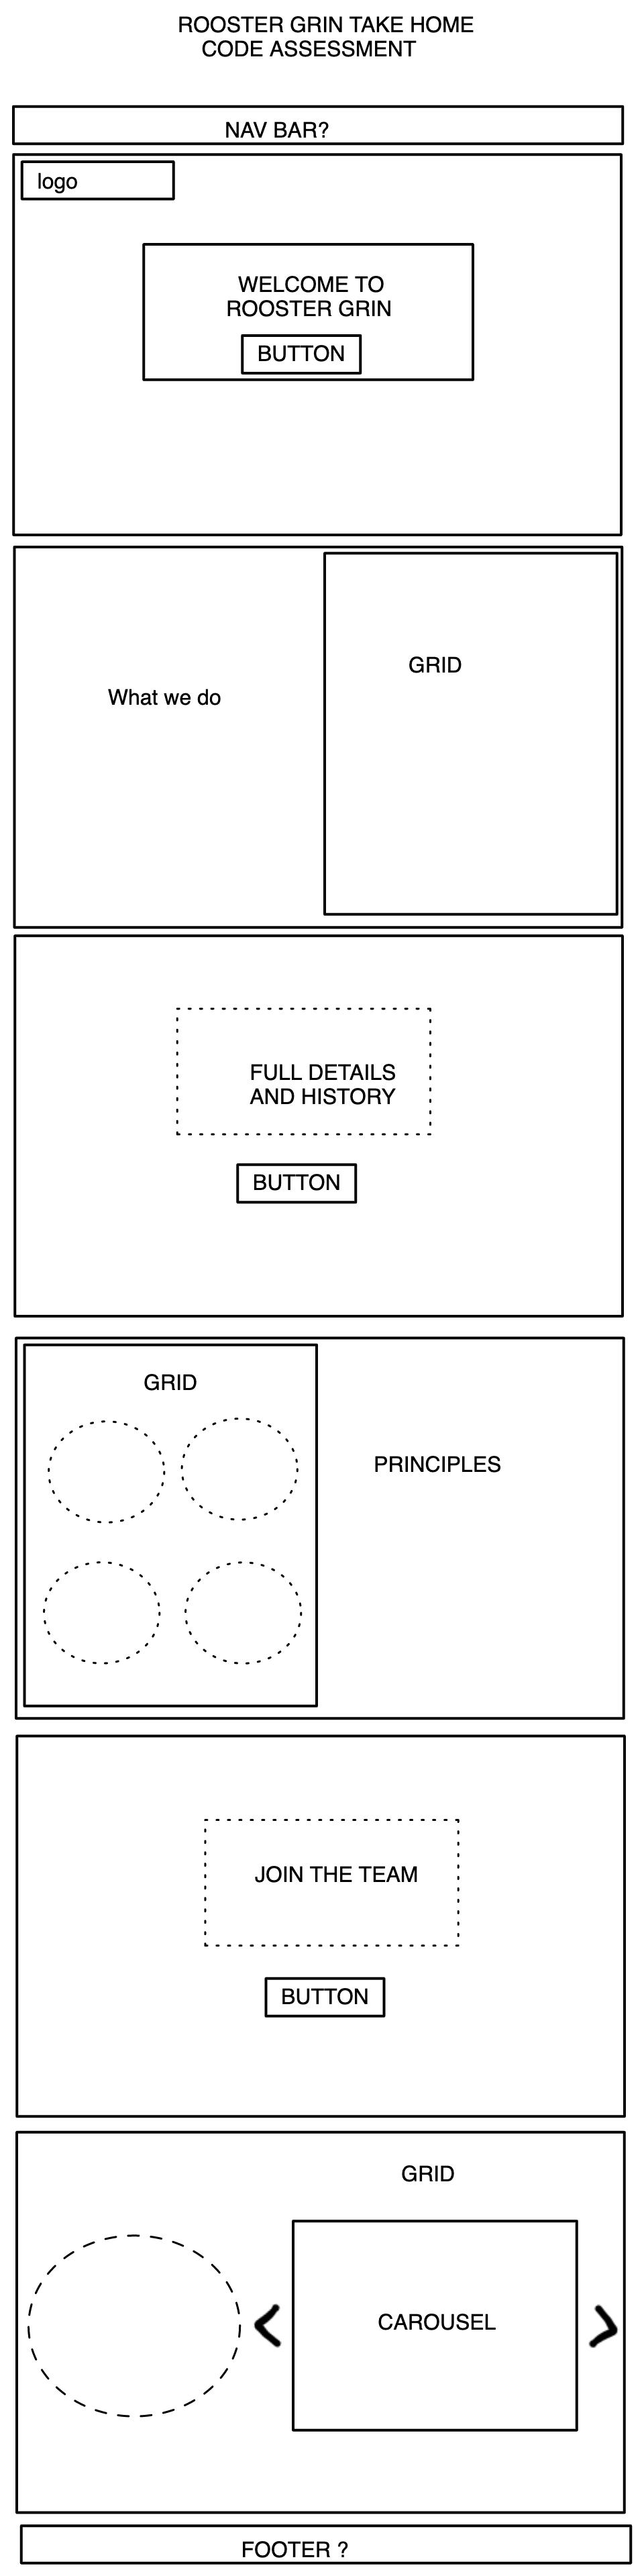 ROOSTER GRIN TAKE HOME
CODE ASSESSMENT
NAV BAR?
logo
WELCOME TO
ROOSTER GRIN
BUTTON
What we do
GRID
FULL DETAILS
AND HISTORY
BUTTON
GRID
PRINCIPLES
JOIN THE TEAM
BUTTON
GRID
CAROUSEL
FOOTER ?